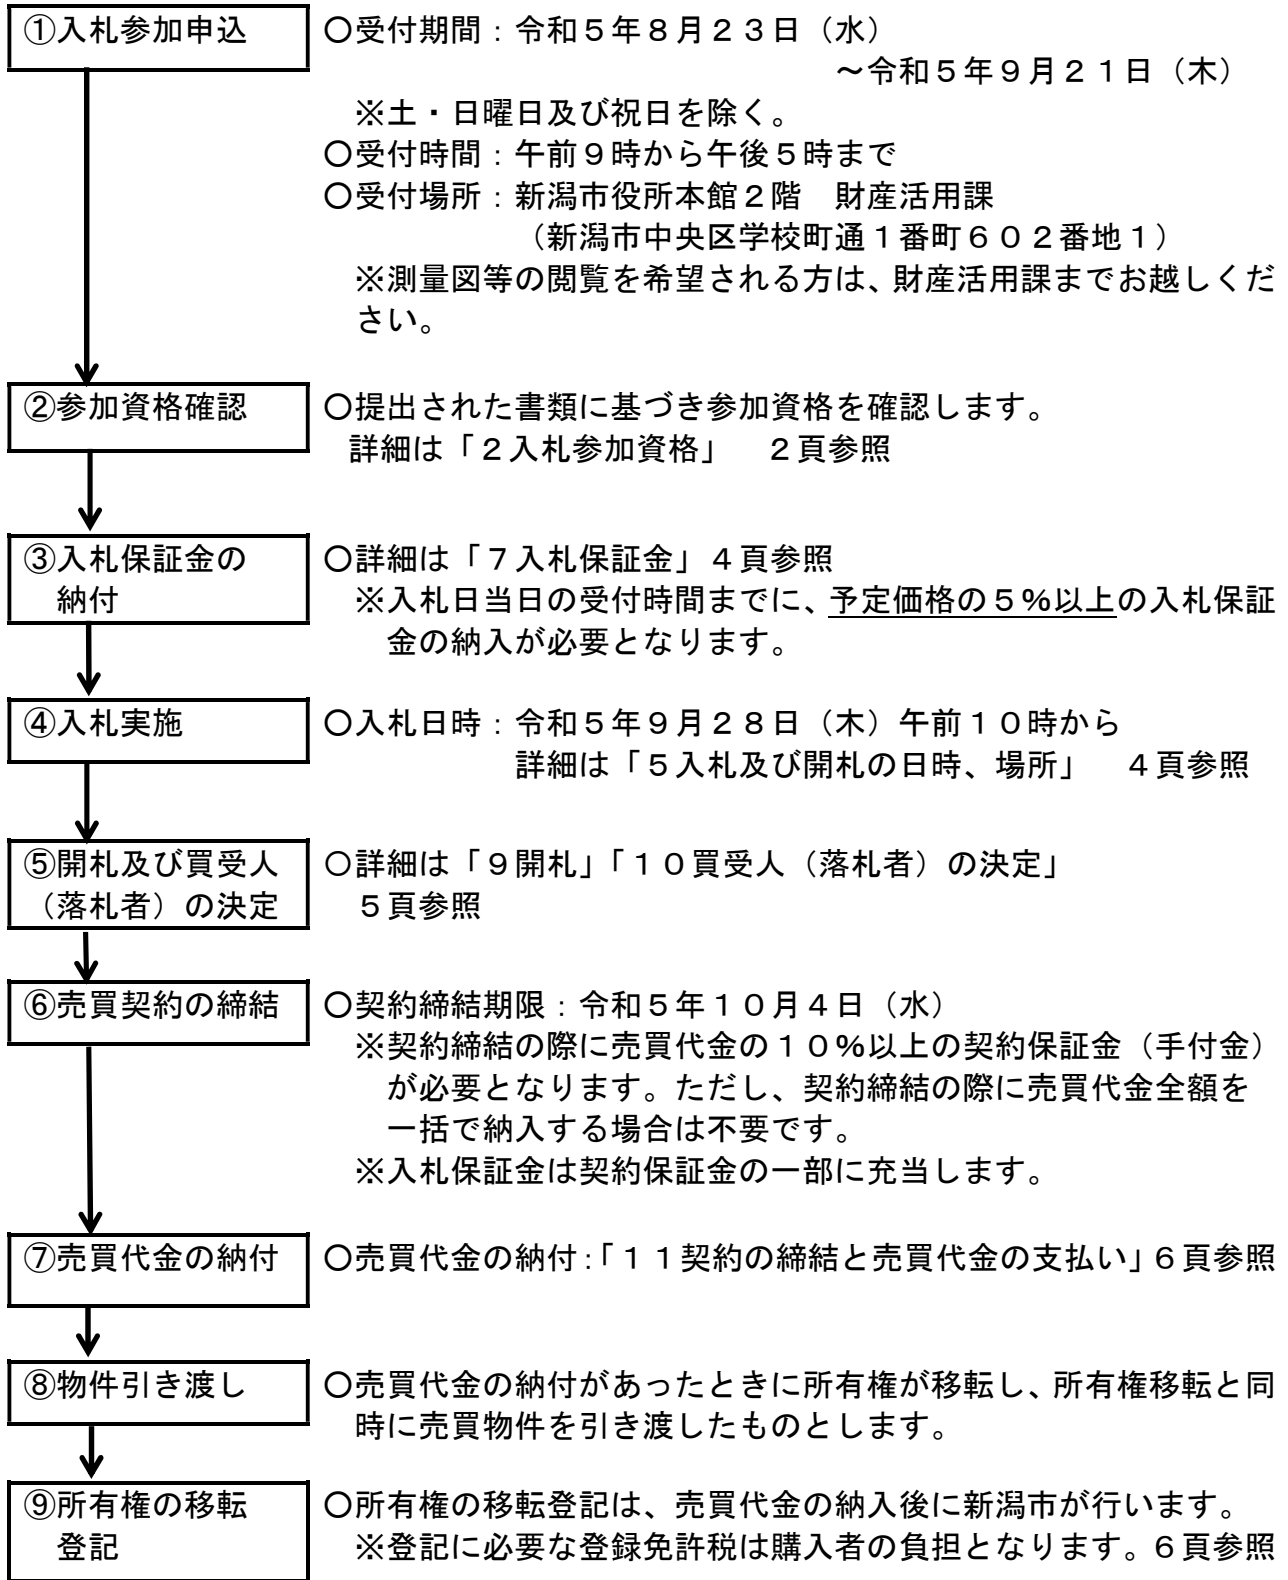 ①入札参加申込
〇受付期間：令和５年８月２３日（水）
～令和５年９月２１日（木）
※土・日曜日及び祝日を除く。
〇受付時間：午前９時から午後５時まで
〇受付場所：新潟市役所本館２階　財産活用課
（新潟市中央区学校町通１番町６０２番地１）
※測量図等の閲覧を希望される方は、財産活用課までお越しくだ
さい。
②参加資格確認
〇提出された書類に基づき参加資格を確認します。
詳細は「２入札参加資格」　２頁参照
③入札保証金の
納付
〇詳細は「７入札保証金」４頁参照
※入札日当日の受付時間までに、予定価格の５％以上の入札保証
金の納入が必要となります。
④入札実施
〇入札日時：令和５年９月２８日（木）午前１０時から
詳細は「５入札及び開札の日時、場所」　４頁参照
⑤開札及び買受人
（落札者）の決定
〇詳細は「９開札」「１０買受人（落札者）の決定」
５頁参照
⑥売買契約の締結
〇契約締結期限：令和５年１０月４日（水）
※契約締結の際に売買代金の１０％以上の契約保証金（手付金）
が必要となります。ただし、契約締結の際に売買代金全額を
一括で納入する場合は不要です。
※入札保証金は契約保証金の一部に充当します。
⑦売買代金の納付
〇売買代金の納付：「１１契約の締結と売買代金の支払い」６頁参照
⑧物件引き渡し
〇売買代金の納付があったときに所有権が移転し、所有権移転と同
時に売買物件を引き渡したものとします。
⑨所有権の移転
登記
〇所有権の移転登記は、売買代金の納入後に新潟市が行います。
※登記に必要な登録免許税は購入者の負担となります。６頁参照